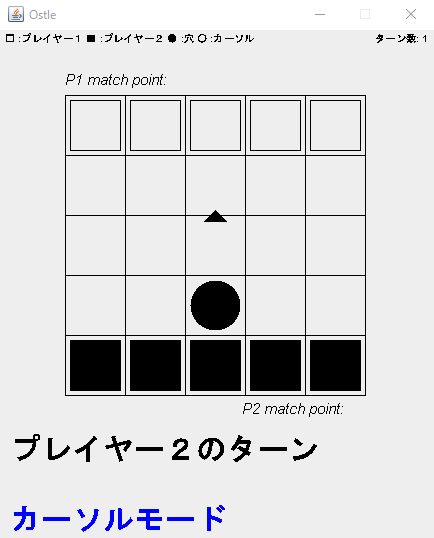 Ostle
□ :プレイヤー1 ■ :プレイヤー2 ● :穴 ○ :カーソル
ターン数: 1
P1 match point:
P2 match point:
プレイヤー２のターン
カーソルモード